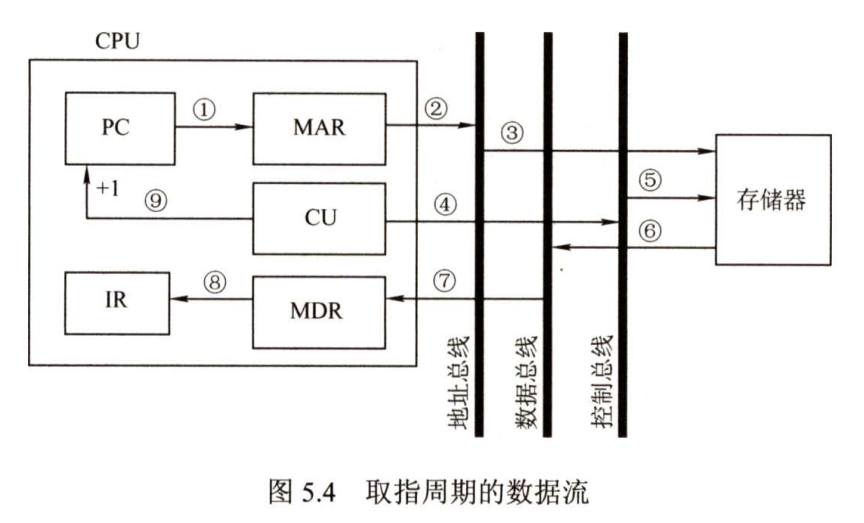 CPU
PC
①
MAR
②
③
+1
⑨
CU
④
⑤
存储器
⑥
IR
⑧
MDR
⑦
地址总线
数据总线
控制总线
图 5.4 取指周期的数据流